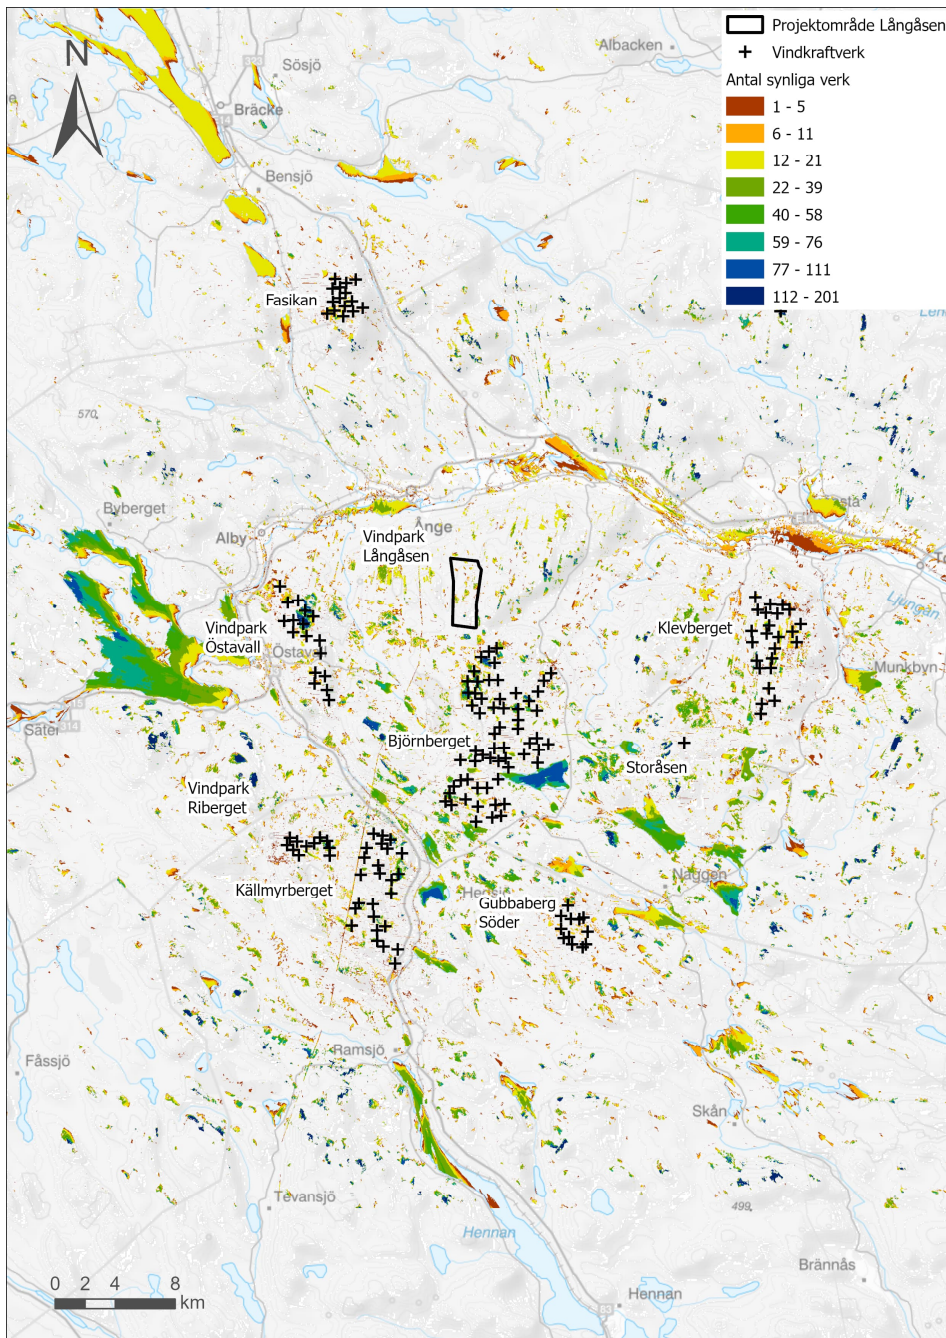 Projektområde Långåsen
Vindkraftverk
Antal synliga verk
1 - 5
6 - 11
12 - 21
22 - 39
40 - 58
59 - 76
77 - 111
112 - 201
N
Albacken
323
Sösjö
Bräcke
14
Bensjö
Fasikan
570
Byberget
Alby
Ånge
Vindpark
Långåsen
Ljungan
Vindpark
Östavall
Klevberget
Munkbyn
Björnberget
Storåsen
Vindpark
Riberget
Källmyrberget
Gubbaberg
Söder
Naggen
Ramsjö
Fåssjö
Skån
Tevansjö
499
Hennan
Brännås
Hennan
83
0 2 4 8
km